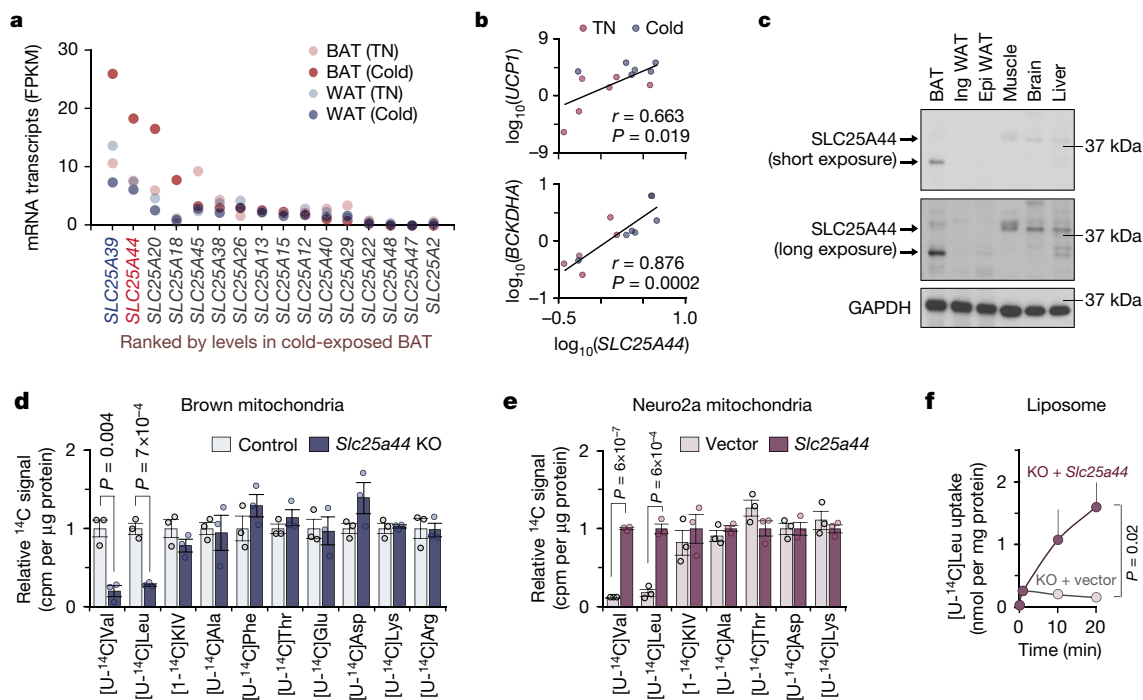 a
mRNA transcripts (FPKM)
30
20
10
0
BAT (TN)
BAT (Cold)
WAT (TN)
WAT (Cold)
SLC25A39
SLC25A44
SLC25A20
SLC25A18
SLC25A45
SLC25A38
SLC25A26
SLC25A13
SLC25A15
SLC25A12
SLC25A40
SLC25A29
SLC25A22
SLC25A48
SLC25A47
SLC25A2
Ranked by levels in cold-exposed BAT
b
TN Cold
log₁₀(UCP1)
9
0
–9
r = 0.663
P = 0.019
log₁₀(BCKDHA)
1
0
–1
r = 0.876
P = 0.0002
–0.5 1.0
log₁₀(SLC25A44)
c
BAT
Ing WAT
Epi WAT
Muscle
Brain
Liver
SLC25A44
(short exposure)
37 kDa
SLC25A44
(long exposure)
37 kDa
GAPDH
37 kDa
d
Brown mitochondria
Relative ¹⁴C signal
(cpm per μg protein)
2
1
0
P = 0.004
P = 7×10⁻⁴
Control Slc25a44 KO
[U-¹⁴C]Val
[U-¹⁴C]Leu
[1-¹⁴C]KIV
[U-¹⁴C]Ala
[U-¹⁴C]Phe
[U-¹⁴C]Thr
[U-¹⁴C]Glu
[U-¹⁴C]Asp
[U-¹⁴C]Lys
[U-¹⁴C]Arg
e
Neuro2a mitochondria
Relative ¹⁴C signal
(cpm per μg protein)
2
1
0
P = 6×10⁻⁷
P = 6×10⁻⁴
Vector Slc25a44
[U-¹⁴C]Val
[U-¹⁴C]Leu
[1-¹⁴C]KIV
[U-¹⁴C]Ala
[U-¹⁴C]Thr
[U-¹⁴C]Asp
[U-¹⁴C]Lys
f
Liposome
[U-¹⁴C]Leu uptake
(nmol per mg protein)
2
1
0
KO + Slc25a44
KO + vector
P = 0.02
0 10 20
Time (min)